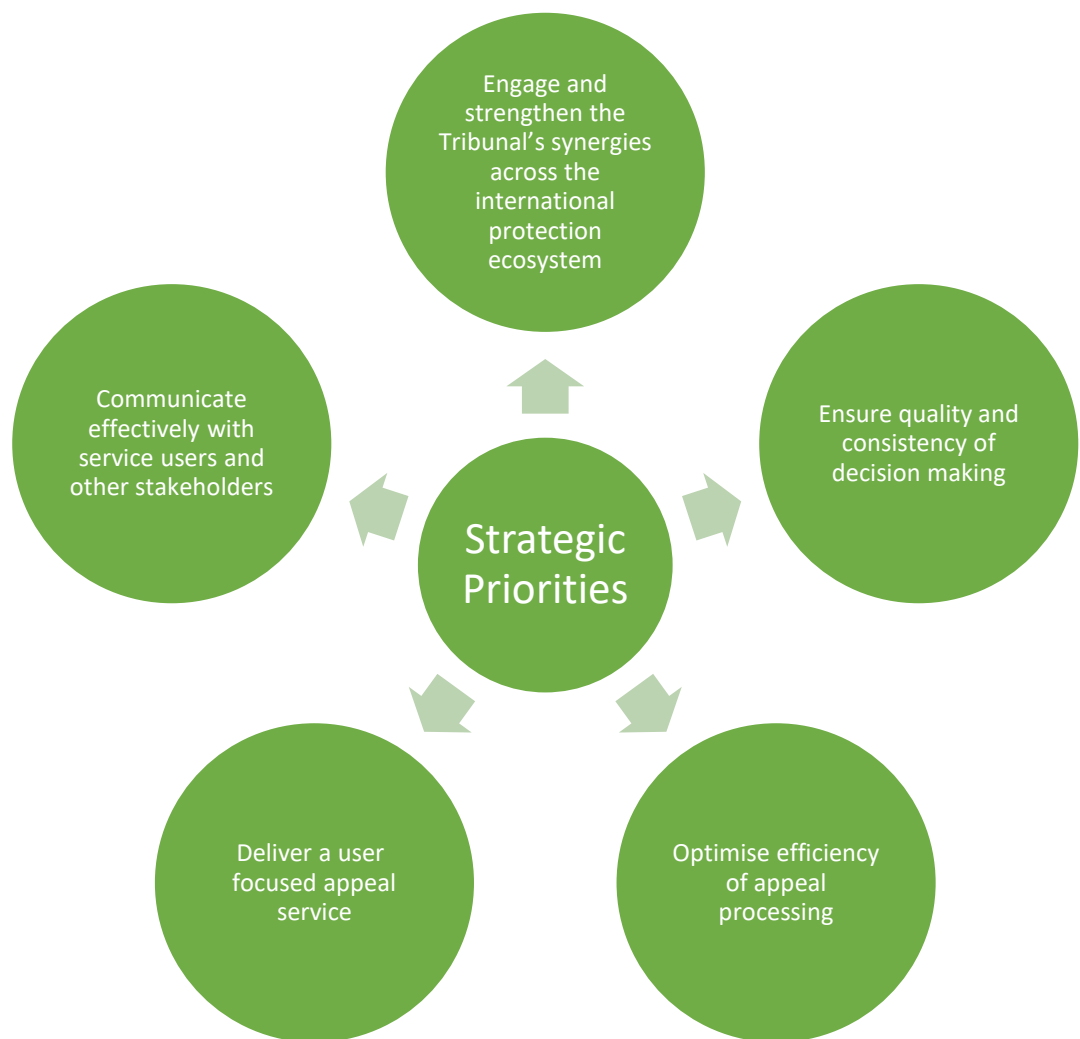 Engage and
strengthen the
Tribunal’s synergies
across the
international
protection
ecosystem
Ensure quality and
consistency of
decision making
Optimise efficiency
of appeal
processing
Deliver a user
focused appeal
service
Communicate
effectively with
service users and
other stakeholders
Strategic
Priorities